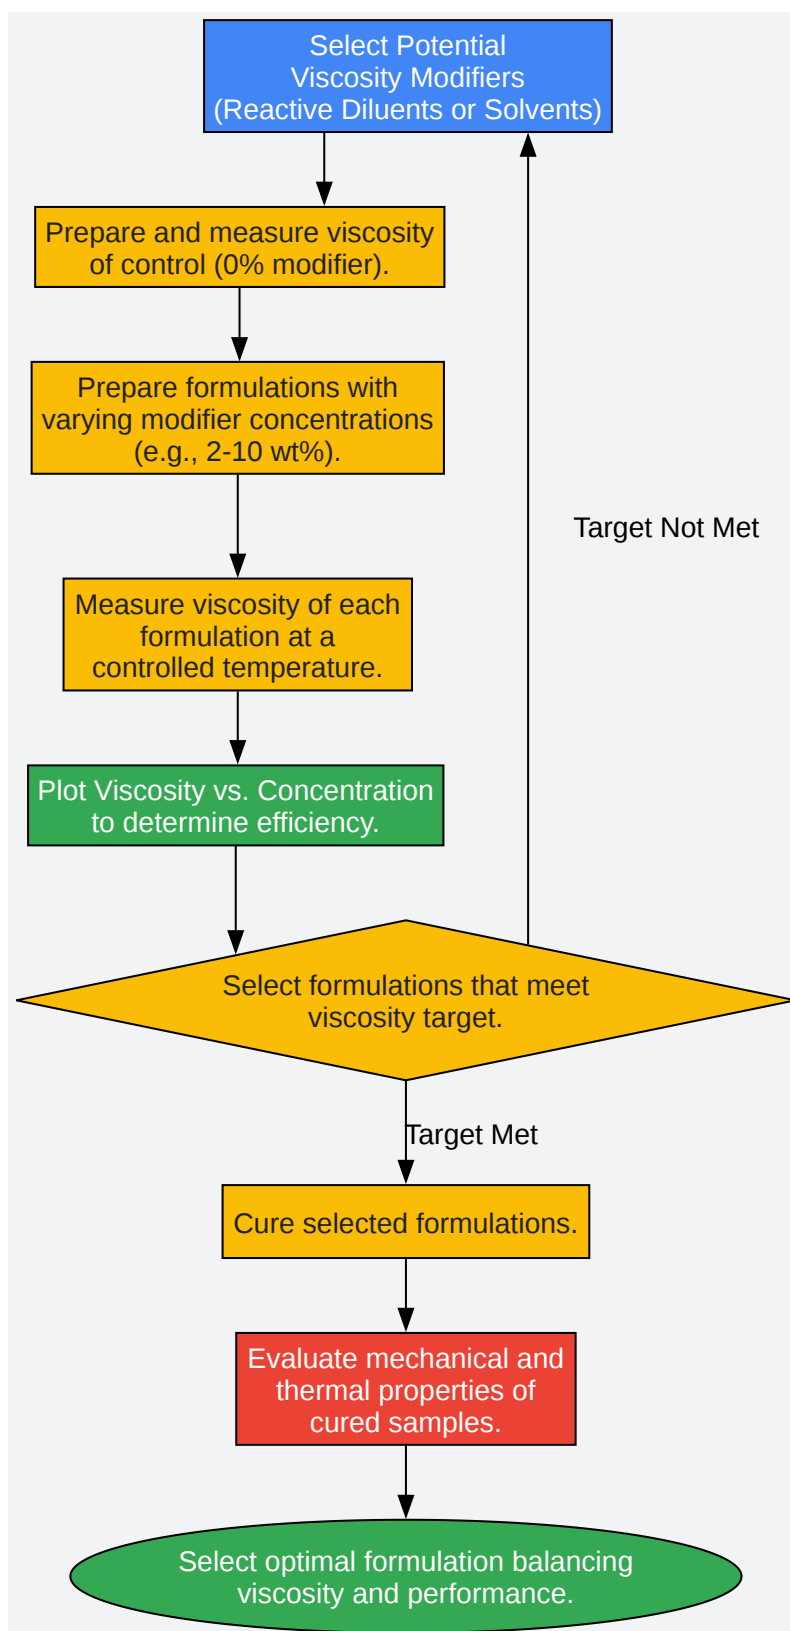 Select Potential
Viscosity Modifiers
(Reactive Diluents or Solvents)
Prepare and measure viscosity
of control (0% modifier).
Prepare formulations with
varying modifier concentrations
(e.g., 2-10 wt%).
Target Not Met
Measure viscosity of each
formulation at a
controlled temperature.
Plot Viscosity vs. Concentration
to determine efficiency.
Select formulations that meet
viscosity target.
Target Met
Cure selected formulations.
Evaluate mechanical and
thermal properties of
cured samples.
Select optimal formulation balancing
viscosity and performance.